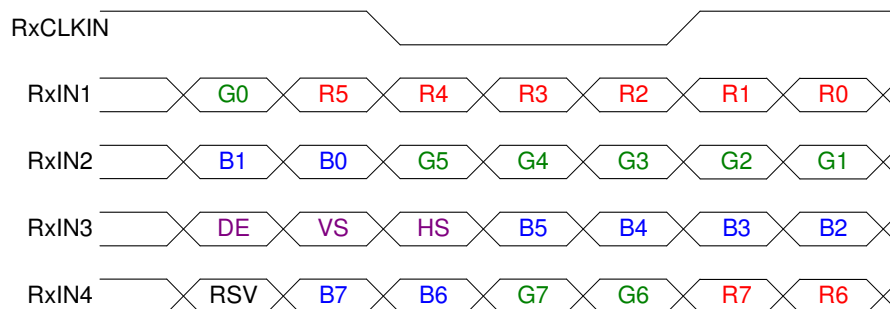 RxCLKIN
RxIN1 G0 R5 R4 R3 R2 R1 R0
RxIN2 B1 B0 G5 G4 G3 G2 G1
RxIN3 DE VS HS B5 B4 B3 B2
RxIN4 RSV B7 B6 G7 G6 R7 R6